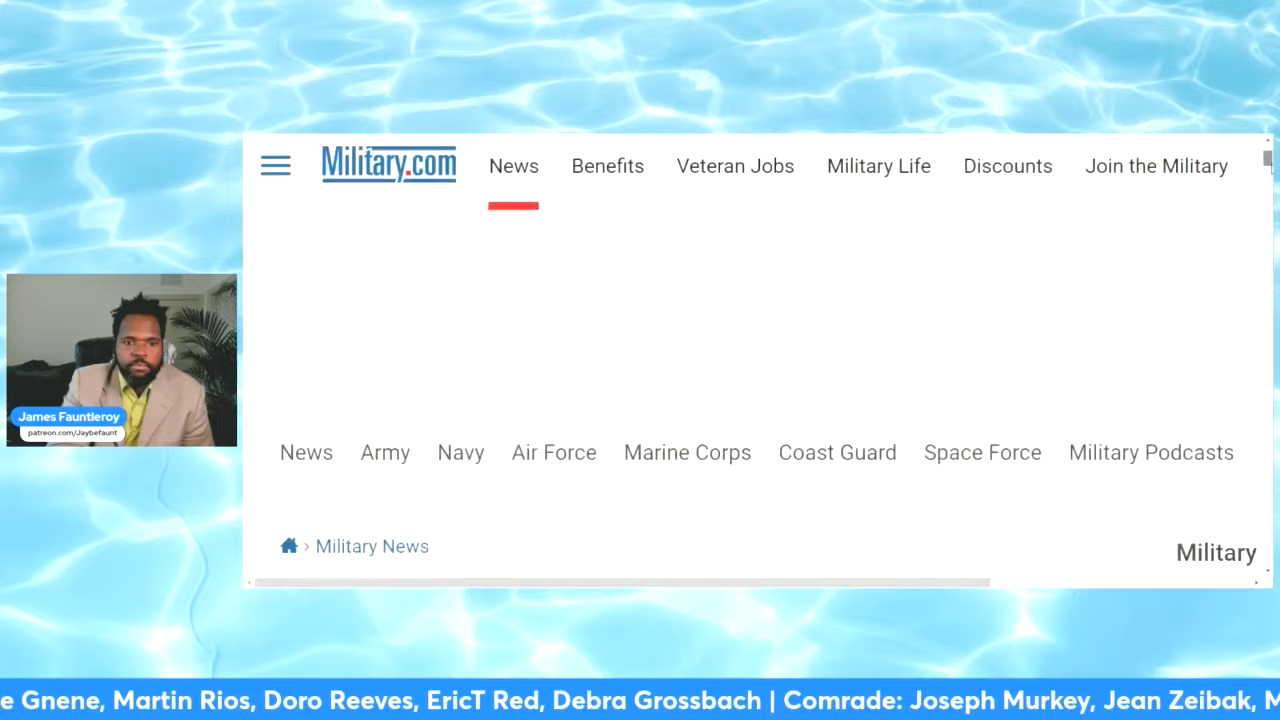 Military.com News Benefits Veteran Jobs Military Life Discounts Join the Military
James Fauntleroy
patreon.com/Jaybefaunt
News Army Navy Air Force Marine Corps Coast Guard Space Force Military Podcasts
› Military News
Military
e Gnene, Martin Rios, Doro Reeves, EricT Red, Debra Grossbach | Comrade: Joseph Murkey, Jean Zeibak, M